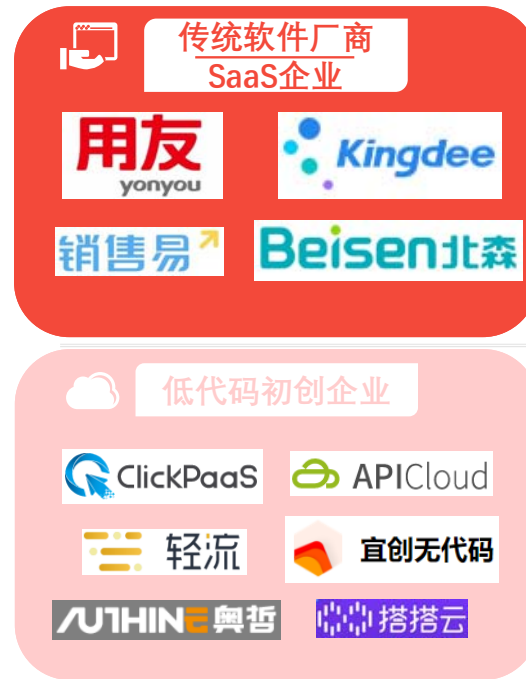 传统软件厂商
SaaS企业
用友
yonyou
Kingdee
销售易
Beisen北森
低代码初创企业
ClickPaaS
APICloud
轻流
宜创无代码
AUTHINE奥哲
搭搭云